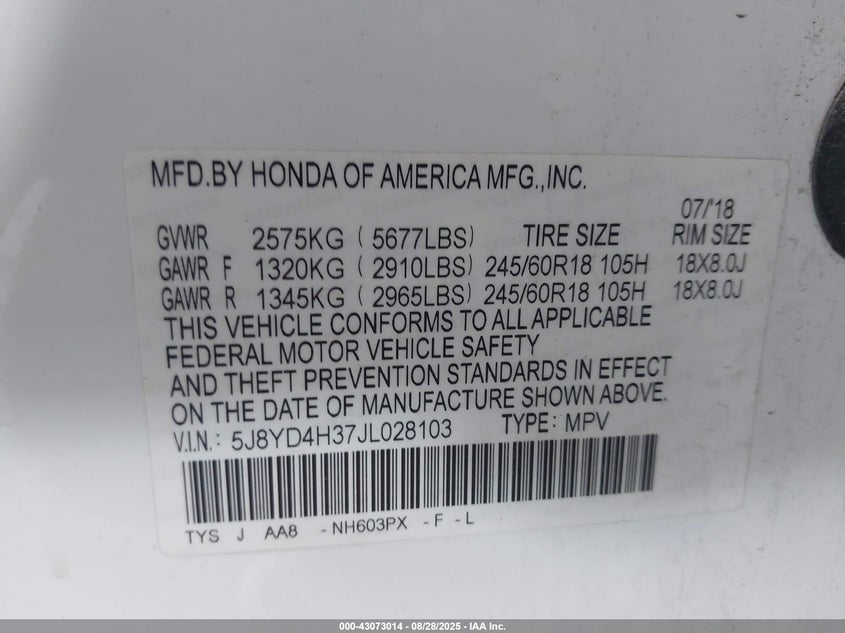 MFD.BY HONDA OF AMERICA MFG.,INC.
07/'18
GVWR 2575KG ( 5677LBS) TIRE SIZE RIM SIZE
GAWR F 1320KG ( 2910LBS) 245/60R18 105H 18X8.0J
GAWR R 1345KG ( 2965LBS) 245/60R18 105H 18X8.0J
THIS VEHICLE CONFORMS TO ALL APPLICABLE
FEDERAL MOTOR VEHICLE SAFETY
AND THEFT PREVENTION STANDARDS IN EFFECT
ON THE DATE OF MANUFACTURE SHOWN ABOVE.
V.I.N.: 5J8YD4H37JL028103 TYPE: MPV
TYS J AA8 - NH603PX - F - L
000-43073014 - 08/28/2025 - IAA Inc.